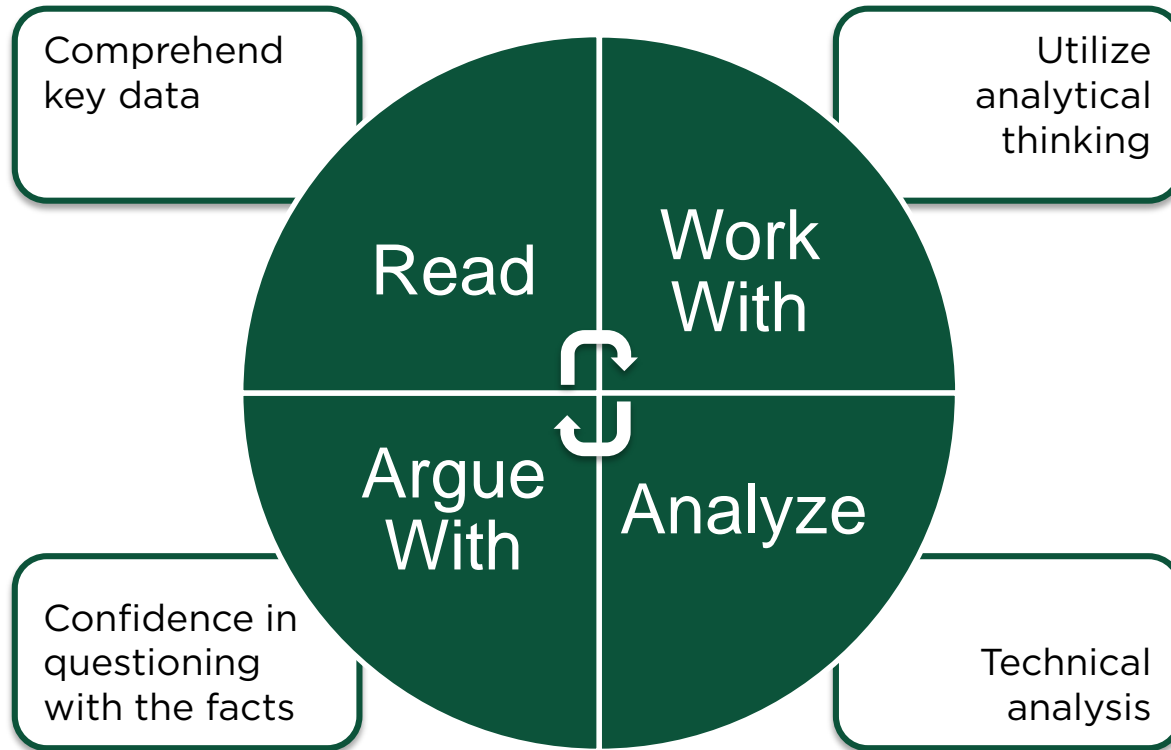 Comprehend
key data
Utilize
analytical
thinking
Read
Work
With
Argue
With
Analyze
Confidence in
questioning
with the facts
Technical
analysis